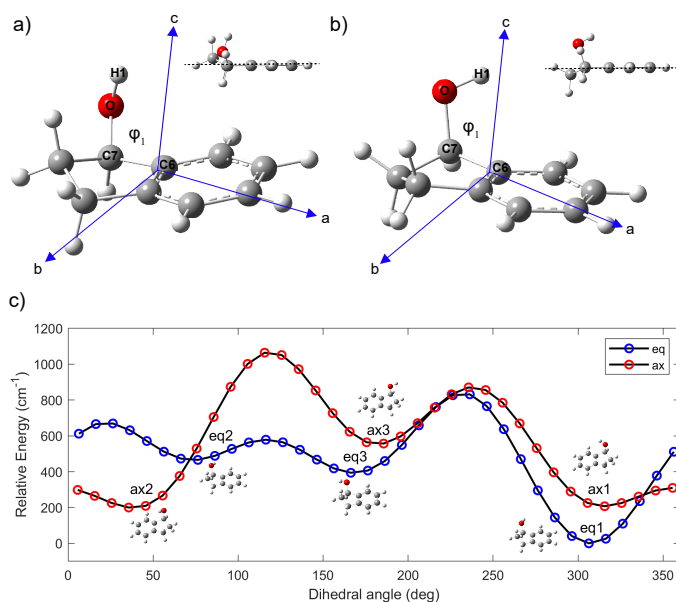 a)
c
H1
O
φ1
C7
C6
a
b
b)
c
H1
O
φ1
C7
C6
a
b
c)
1200
1000
800
600
400
200
0
Relative Energy (cm-1)
eq
ax
ax2
eq2
eq3
ax3
ax1
eq1
0 50 100 150 200 250 300 350
Dihedral angle (deg)